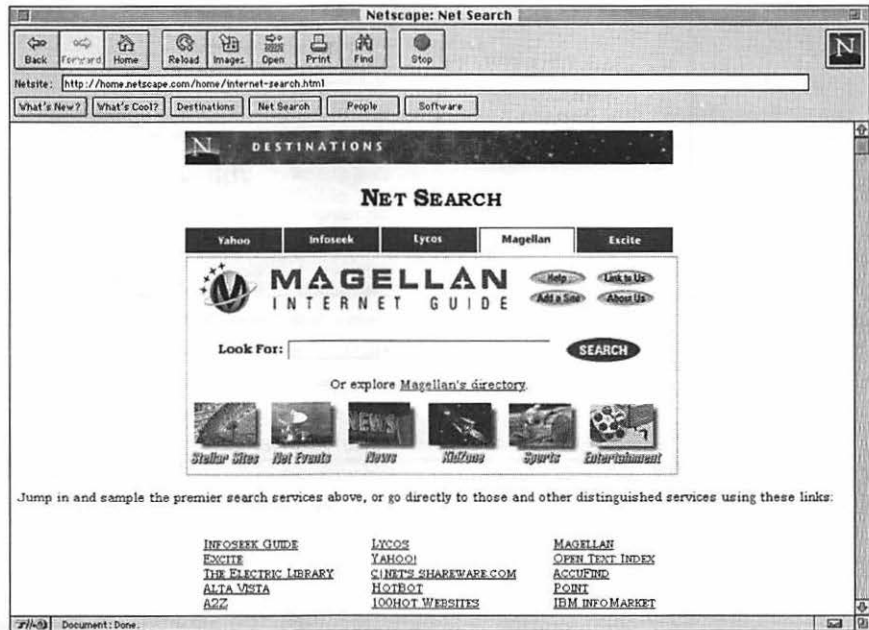 Netscape: Net Search
Back Forward Home Reload Images Open Print Find Stop
N
Netsite: http://home.netscape.com/home/internet-search.html
What's New? What's Cool? Destinations Net Search People Software
N DESTINATIONS
NET SEARCH
Yahoo Infoseek Lycos Magellan Excite
M MAGELLAN Help Link to Us
INTERNET GUIDE Add a Site About Us
Look For: SEARCH
Or explore Magellan's directory.
NEWS
Stellar Sites Net Events News KidZone Sports Entertainment
Jump in and sample the premier search services above, or go directly to those and other distinguished services using these links:
INFOSEEK GUIDE LYCOS MAGELLAN
EXCITE YAHOO! OPEN TEXT INDEX
THE ELECTRIC LIBRARY C|NET'S SHAREWARE.COM ACCUFIND
ALTA VISTA HOTBOT POINT
A2Z 100HOT WEBSITES IBM INFOMARKET
Document: Done.